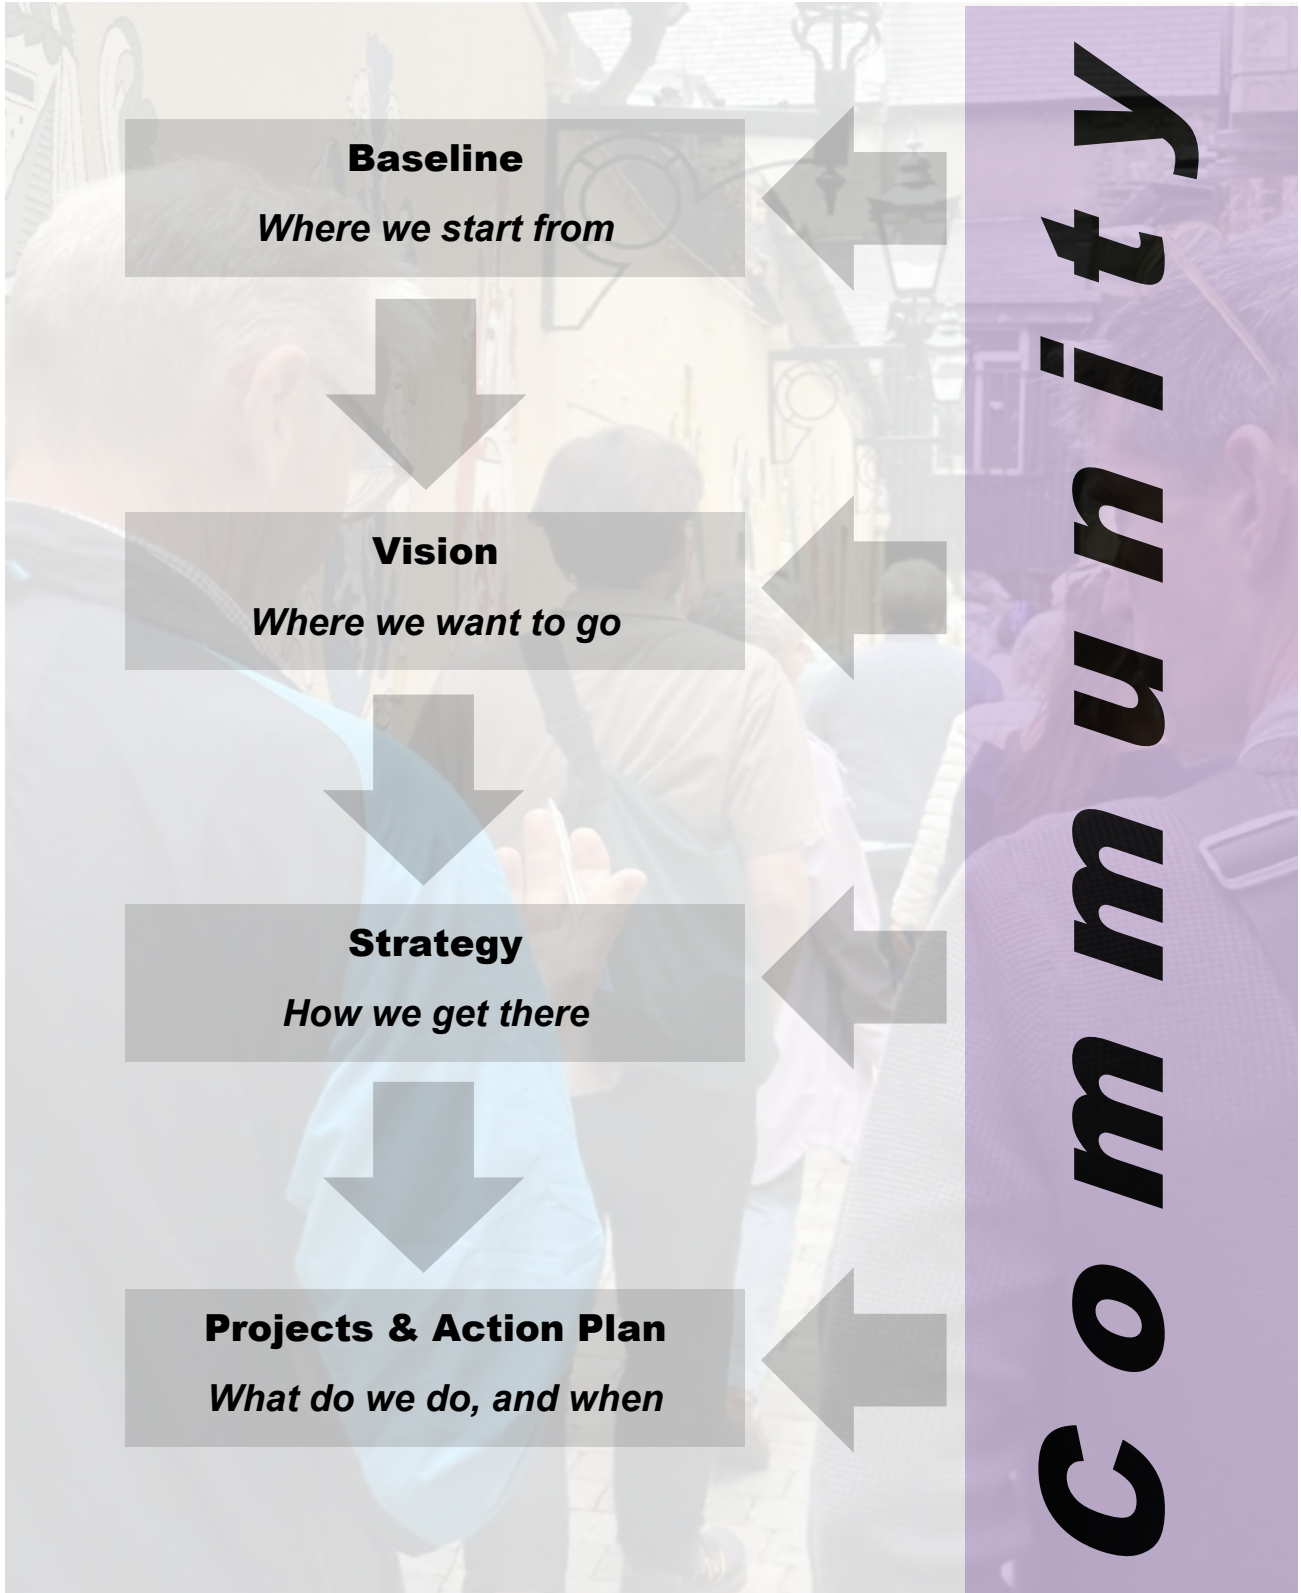 Baseline
Where we start from
Vision
Where we want to go
Strategy
How we get there
Projects & Action Plan
What do we do, and when
Community